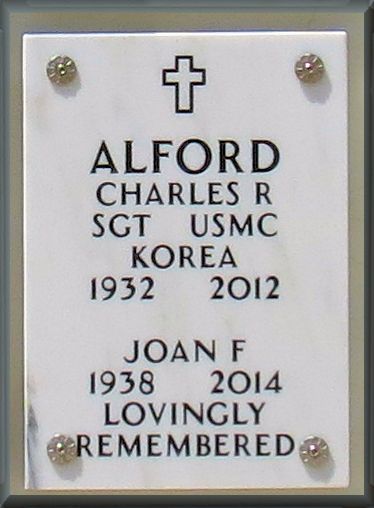 ALFORD
CHARLES R
SGT USMC
KOREA
1932 2012
JOAN F
1938 2014
LOVINGLY
REMEMBERED